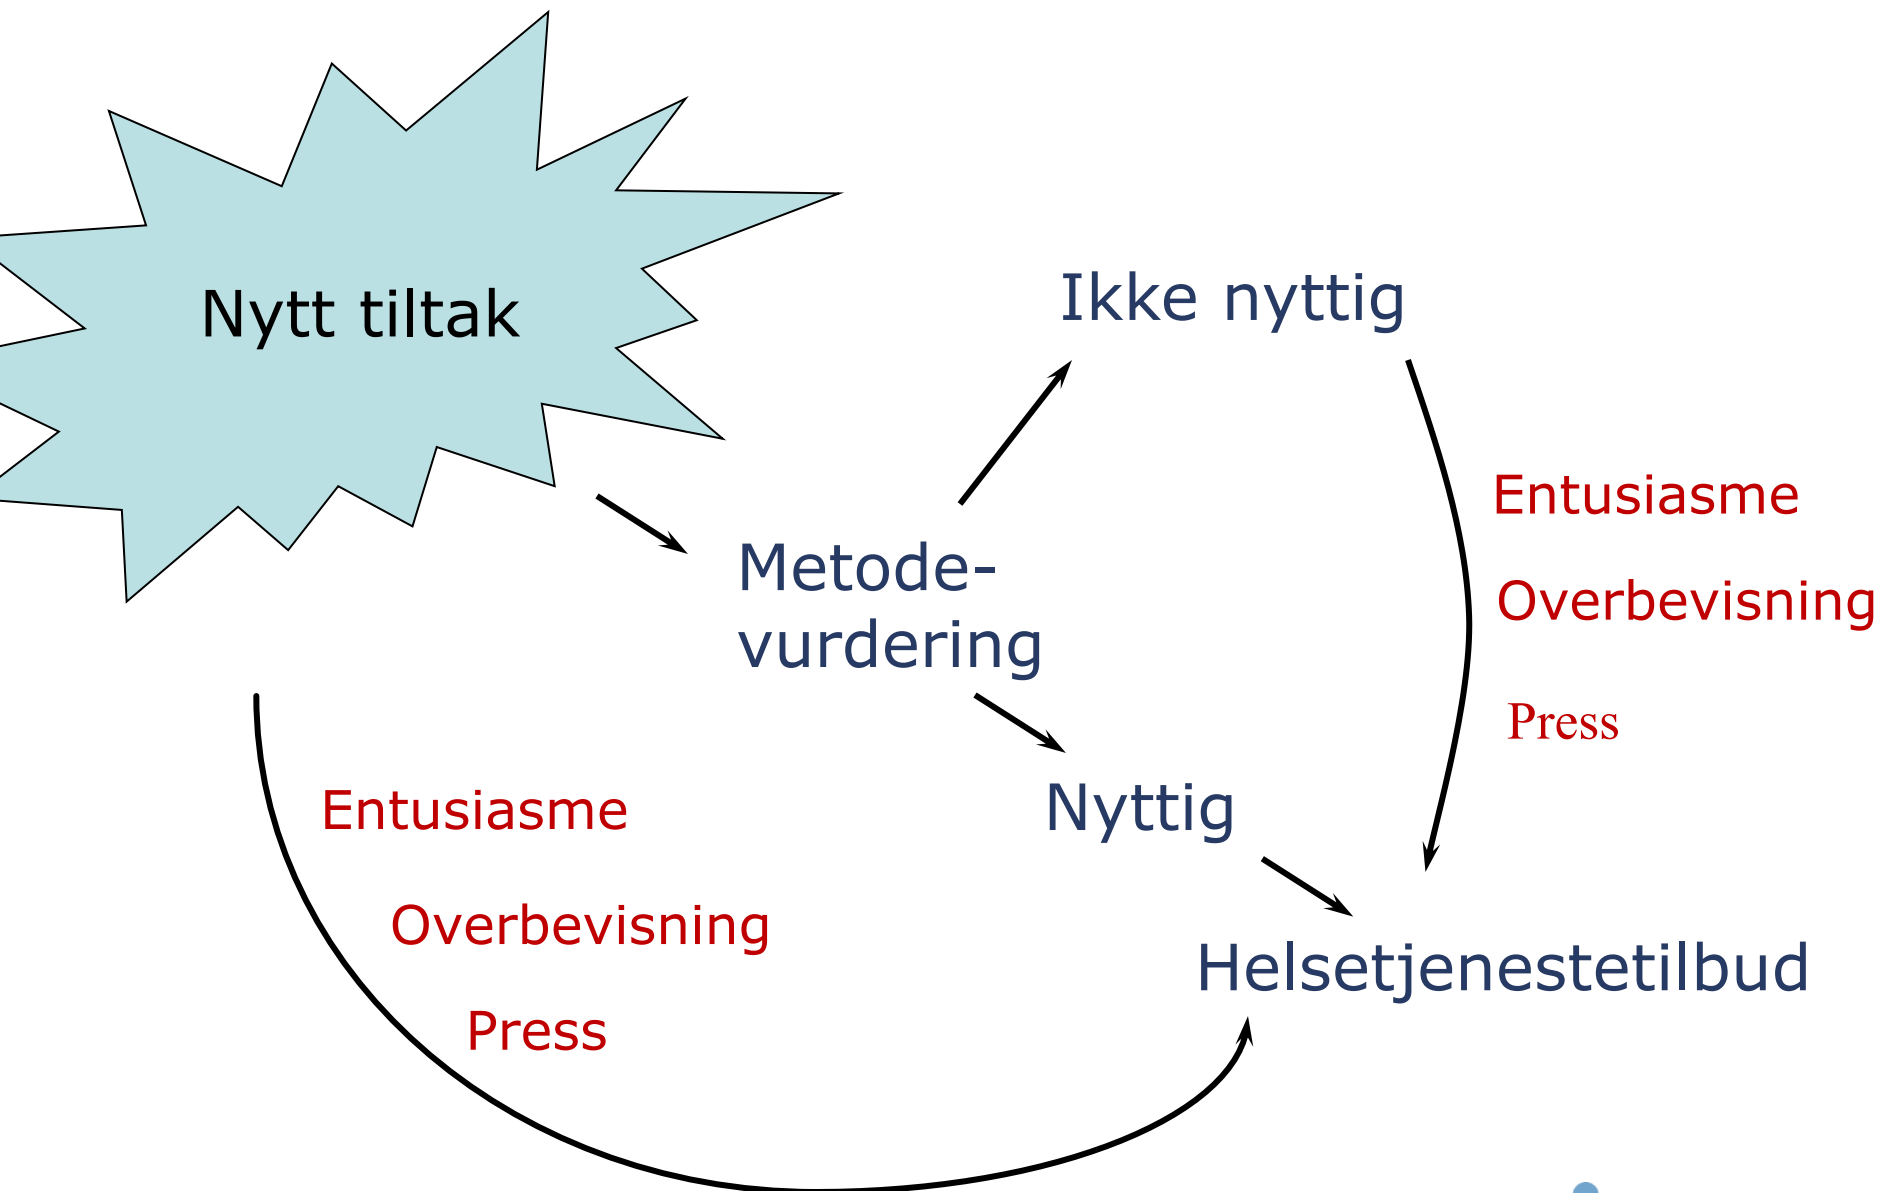 Nytt tiltak
Ikke nyttig
Metode-
vurdering
Nyttig
Helsetjenestetilbud
Entusiasme
Overbevisning
Press
Entusiasme
Overbevisning
Press